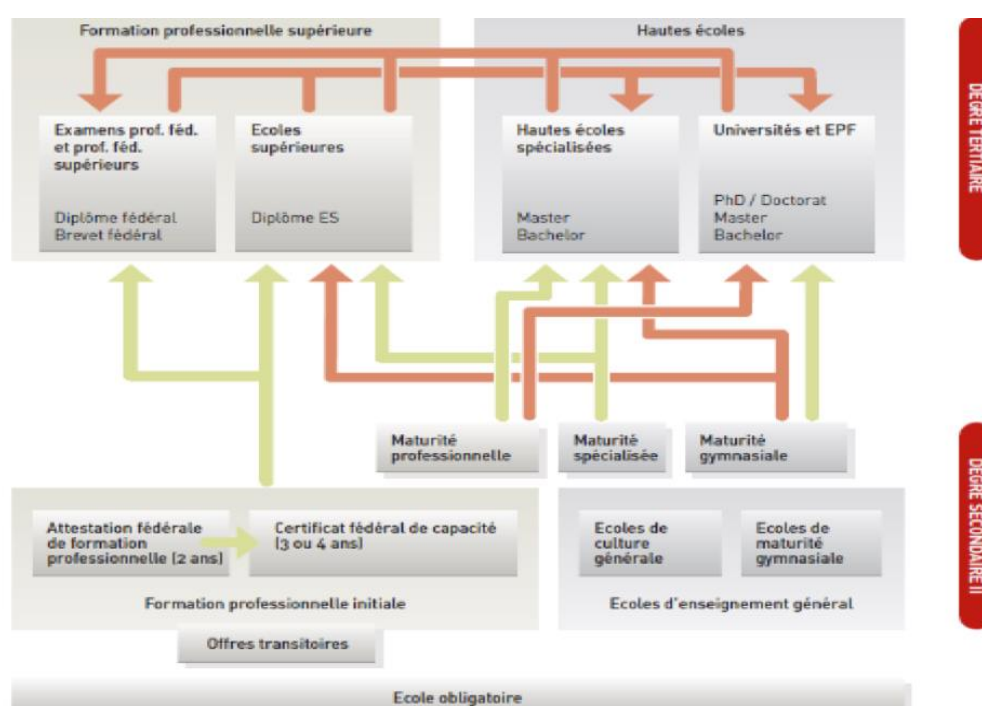 Formation professionnelle supérieure
Hautes écoles
Examens prof. féd.
et prof. féd.
supérieurs
Diplôme fédéral
Brevet fédéral
Ecoles
supérieures
Diplôme ES
Hautes écoles
spécialisées
Master
Bachelor
Universités et EPF
PhD / Doctorat
Master
Bachelor
DEGRE TERTIAIRE
Maturité
professionnelle
Maturité
spécialisée
Maturité
gymnasiale
Attestation fédérale
de formation
professionnelle (2 ans)
Certificat fédéral de capacité
(3 ou 4 ans)
Formation professionnelle initiale
Ecoles de
culture
générale
Ecoles de
maturité
gymnasiale
Ecoles d'enseignement général
DEGRE SECONDAIRE II
Offres transitoires
Ecole obligatoire